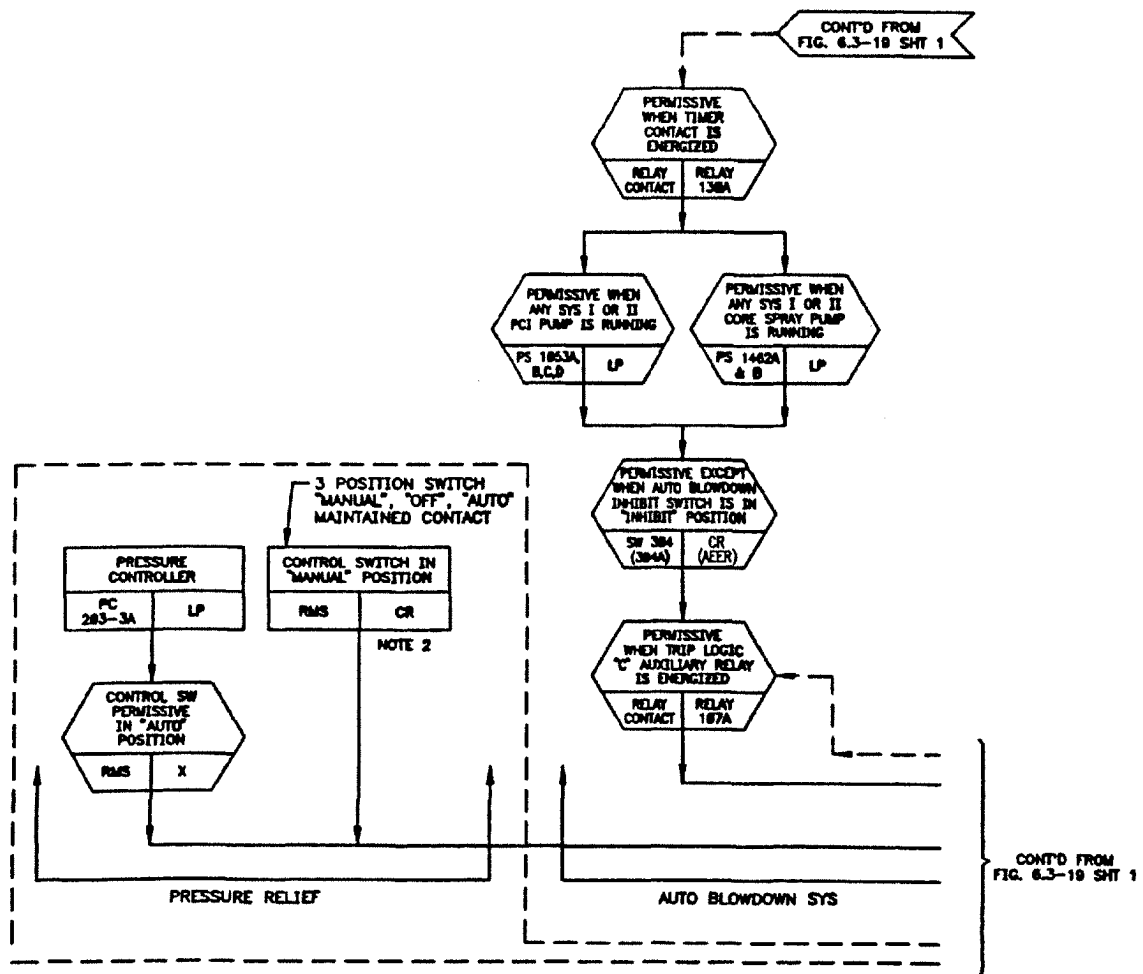 CONT'D FROM
FIG. 6.3-19 SHT 1
PERMISSIVE
WHEN TIMER
CONTACT IS
ENERGIZED
RELAY
CONTACT
RELAY
130A
PERMISSIVE WHEN
ANY SYS I OR II
PCI PUMP IS
RUNNING
PS 1053A,
B,C,D
LP
PERMISSIVE WHEN
ANY SYS I OR II
CORE SPRAY PUMP
IS RUNNING
PS 1462A
& B
LP
PERMISSIVE EXCEPT
WHEN AUTO BLOWDOWN
INHIBIT SWITCH IS IN
"INHIBIT" POSITION
SW 304
(304A)
CR
(AEER)
3 POSITION SWITCH
"MANUAL", "OFF", "AUTO"
MAINTAINED CONTACT
PRESSURE
CONTROLLER
PC
203-3A
LP
CONTROL SWITCH IN
"MANUAL" POSITION
RMS
CR
NOTE 2
PERMISSIVE
WHEN TRIP LOGIC
"C" AUXILIARY RELAY
IS ENERGIZED
RELAY
CONTACT
RELAY
107A
CONTROL SW
PERMISSIVE
IN "AUTO"
POSITION
RMS
X
PRESSURE RELIEF
AUTO BLOWDOWN SYS
CONT'D FROM
FIG. 6.3-19 SHT 1